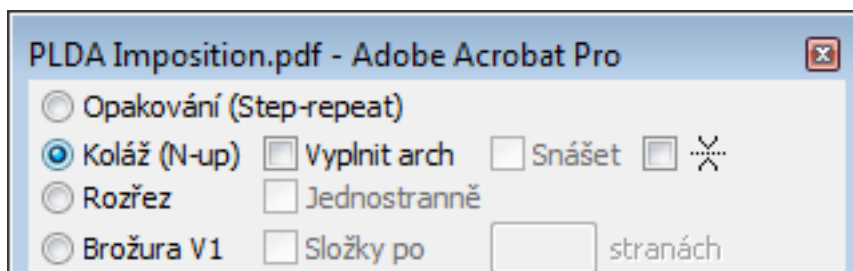 PLDA Imposition.pdf - Adobe Acrobat Pro
Opakování (Step-repeat)
Koláž (N-up) Vyplnit arch Snášet
Rozřez Jednostranně
Brožura V1 Složky po stranách